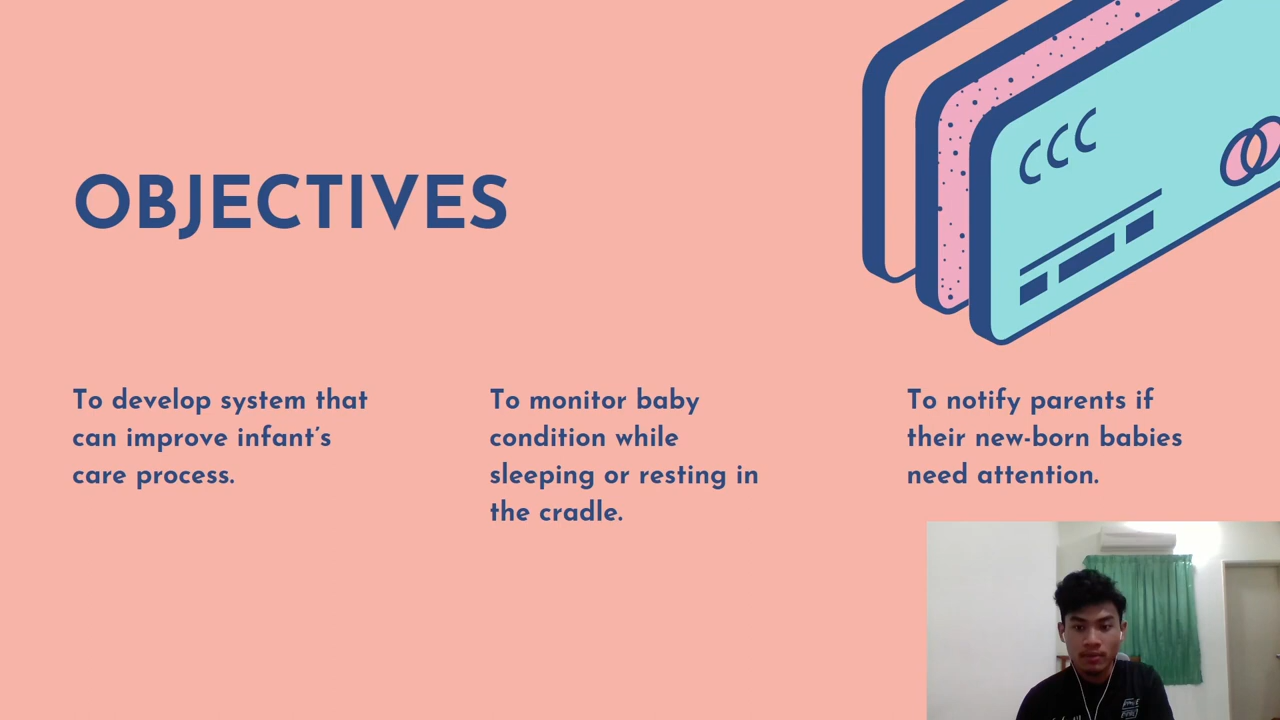 CCC
OBJECTIVES
To develop system that
can improve infant's
care process.
To monitor baby
condition while
sleeping or resting in
the cradle.
To notify parents if
their new-born babies
need attention.